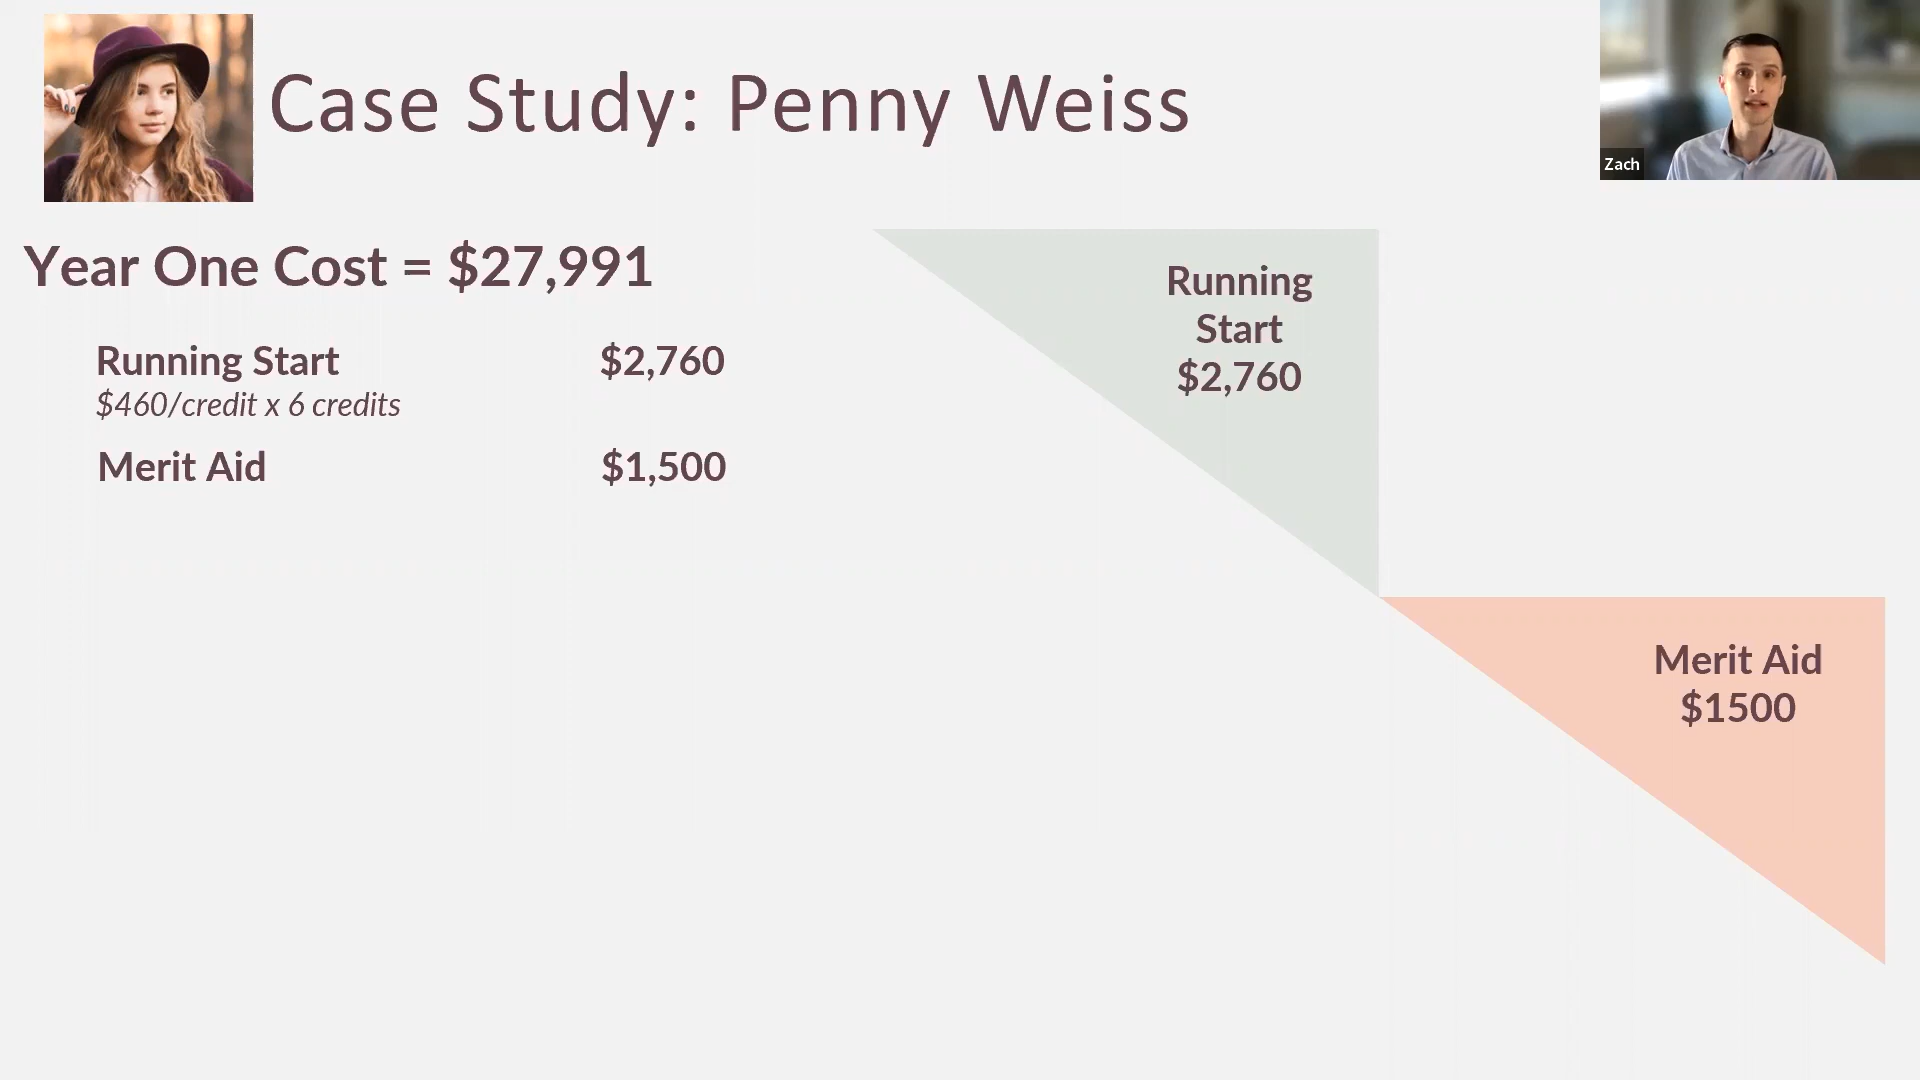 Case Study: Penny Weiss
Zach
Year One Cost = $27,991
Running Start $2,760
$460/credit x 6 credits
Merit Aid $1,500
Running
Start
$2,760
Merit Aid
$1500